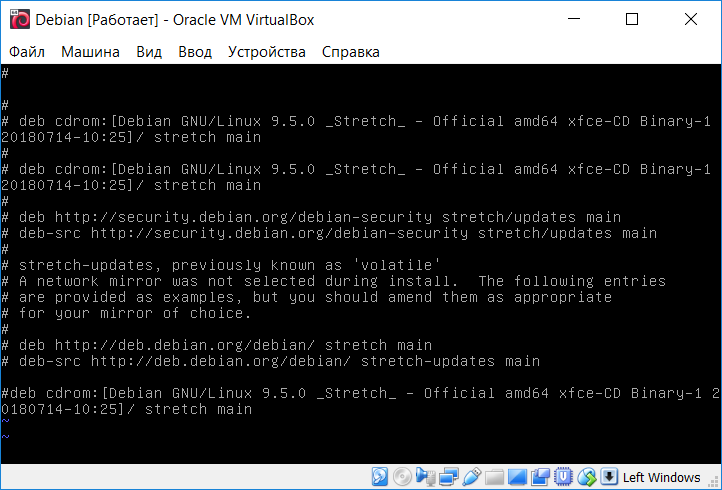 Debian [Работает] - Oracle VM VirtualBox
Файл Машина Вид Ввод Устройства Справка
#
#
# deb cdrom:[Debian GNU/Linux 9.5.0 _Stretch_ - Official amd64 xfce-CD Binary-1
20180714-10:25]/ stretch main
#
# deb cdrom:[Debian GNU/Linux 9.5.0 _Stretch_ - Official amd64 xfce-CD Binary-1
20180714-10:25]/ stretch main
#
# deb http://security.debian.org/debian-security stretch/updates main
# deb-src http://security.debian.org/debian-security stretch/updates main
#
# stretch-updates, previously known as 'volatile'
# A network mirror was not selected during install.  The following entries
# are provided as examples, but you should amend them as appropriate
# for your mirror of choice.
#
# deb http://deb.debian.org/debian/ stretch main
# deb-src http://deb.debian.org/debian/ stretch-updates main
#deb cdrom:[Debian GNU/Linux 9.5.0 _Stretch_ - Official amd64 xfce-CD Binary-1 2
0180714-10:25]/ stretch main
~
~
Left Windows